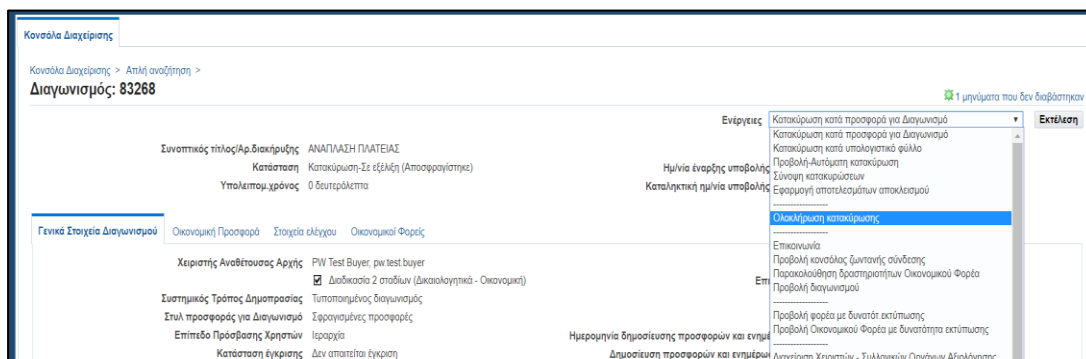 Κονσόλα Διαχείρισης
Κονσόλα Διαχείρισης > Απλή αναζήτηση >
Διαγωνισμός: 83268
1 μηνύματα που δεν διαβάστηκαν
Ενέργειες Κατακύρωση κατά προσφορά για Διαγωνισμό Εκτέλεση
Κατακύρωση κατά προσφορά για Διαγωνισμό
Κατακύρωση κατά υπολογιστικό φύλλο
Προβολή-Αυτόματη κατακύρωση
Σύνοψη κατακυρώσεων
Εφαρμογή αποτελεσμάτων αποκλεισμού
--------------------
Ολοκλήρωση κατακύρωσης
--------------------
Επικοινωνία
Προβολή κονσόλας ζωντανής σύνδεσης
Παρακολούθηση δραστηριοτήτων Οικονομικού Φορέα
Προβολή διαγωνισμού
--------------------
Προβολή φορέα με δυνατότ.εκτύπωσης
Προβολή Οικονομικού Φορέα με δυνατότητα εκτύπωσης
--------------------
Διαχείριση Χειριστών - Συλλογικών Οργάνων Αξιολόγησης
Συνοπτικός τίτλος/Αρ.διακήρυξης ΑΝΑΠΛΑΣΗ ΠΛΑΤΕΙΑΣ
Κατάσταση Κατακύρωση-Σε εξέλιξη (Αποσφραγίστηκε) Ημ/νία έναρξης υποβολής
Υπολειπομ.χρόνος 0 δευτερόλεπτα Καταληκτική ημ/νία υποβολής
Γενικά Στοιχεία Διαγωνισμού Οικονομική Προσφορά Στοιχεία ελέγχου Οικονομικοί Φορείς
Χειριστής Αναθέτουσας Αρχής PW Test Buyer, pw.test.buyer
Διαδικασία 2 σταδίων (Δικαιολογητικά - Οικονομική)
Συστημικός Τρόπος Δημοπρασίας Τυποποιημένος διαγωνισμός
Στυλ προσφοράς για Διαγωνισμό Σφραγισμένες προσφορές
Επίπεδο Πρόσβασης Χρηστών Ιεραρχία Ημερομηνία δημοσίευσης προσφορών και
Κατάσταση έγκρισης Δεν απαιτείται έγκριση Δημοσίευση προσφορών και